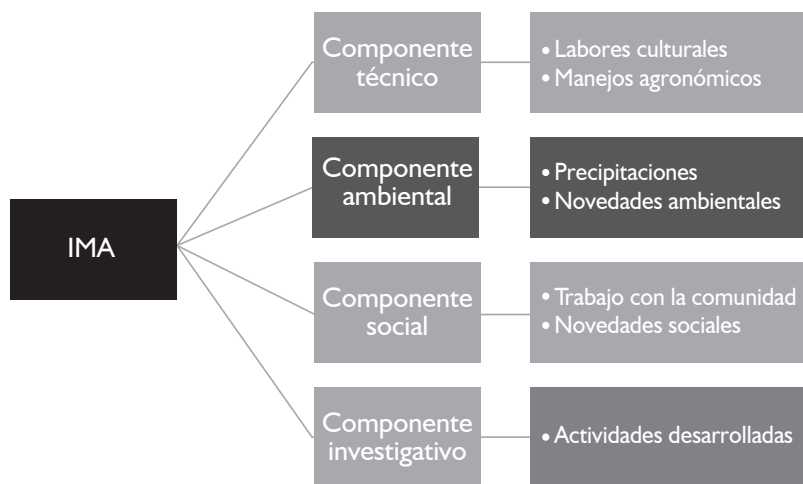 IMA
Componente
técnico
• Labores culturales
• Manejos agronómicos
Componente
ambiental
• Precipitaciones
• Novedades ambientales
Componente
social
• Trabajo con la comunidad
• Novedades sociales
Componente
investigativo
• Actividades desarrolladas